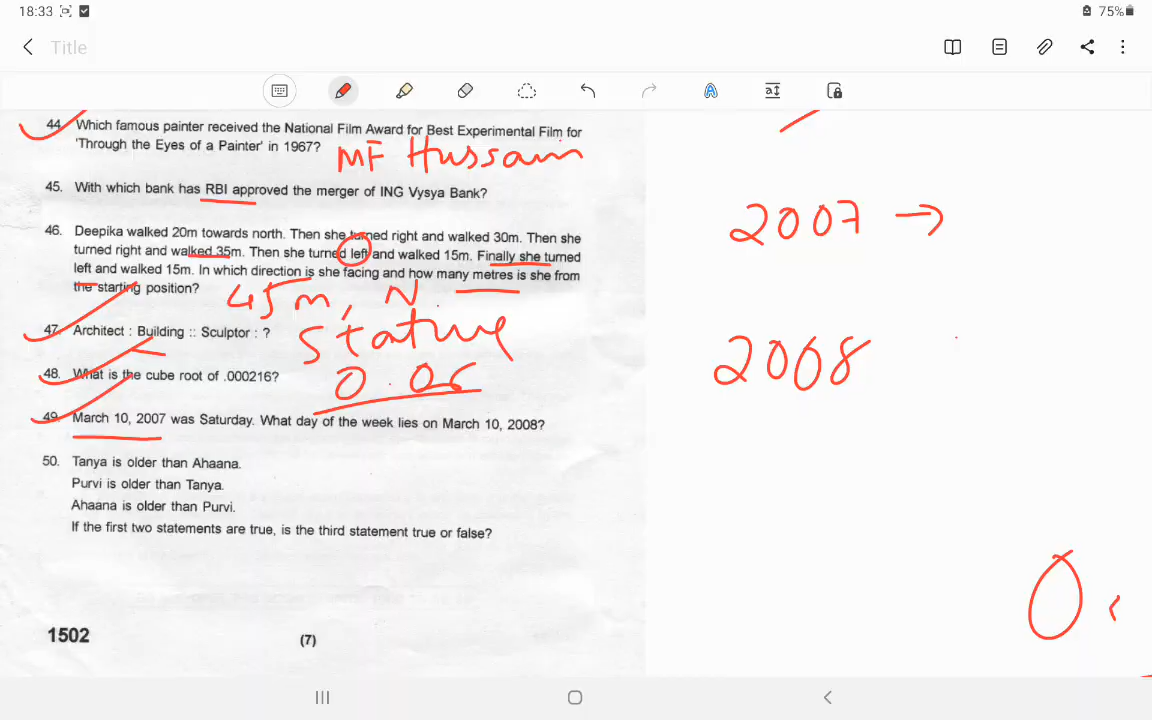 18:33
75%
Title
44. Which famous painter received the National Film Award for Best Experimental Film for
'Through the Eyes of a Painter' in 1967?
MF Hussain
45. With which bank has RBI approved the merger of ING Vysya Bank?
46. Deepika walked 20m towards north. Then she turned right and walked 30m. Then she
turned right and walked 35m. Then she turned left and walked 15m. Finally she turned
left and walked 15m. In which direction is she facing and how many metres is she from
the starting position?
45m, N
47. Architect : Building :: Sculptor : ?
Statue
48. What is the cube root of .000216?
0.06
49. March 10, 2007 was Saturday. What day of the week lies on March 10, 2008?
50. Tanya is older than Ahaana.
Purvi is older than Tanya.
Ahaana is older than Purvi.
If the first two statements are true, is the third statement true or false?
1502
(7)
2007 →
2008
0